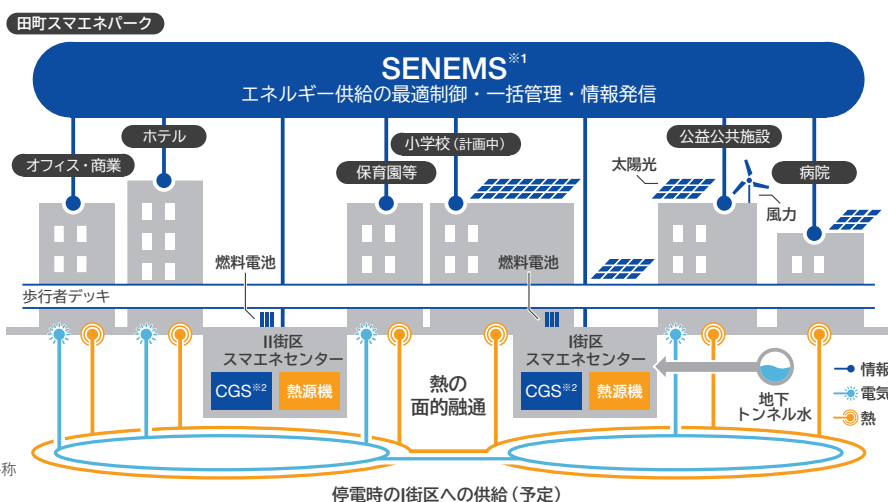 田町スマエネパーク
SENEMS※1
エネルギー供給の最適制御・一括管理・情報発信
オフィス・商業
ホテル
保育園等
小学校（計画中）
公益公共施設
病院
太陽光
風力
燃料電池
燃料電池
歩行者デッキ
II街区
スマエネセンター
CGS※2
熱源機
熱の
面的融通
I街区
スマエネセンター
CGS※2
熱源機
地下
トンネル水
情報
電気
熱
称
停電時のI街区への供給（予定）